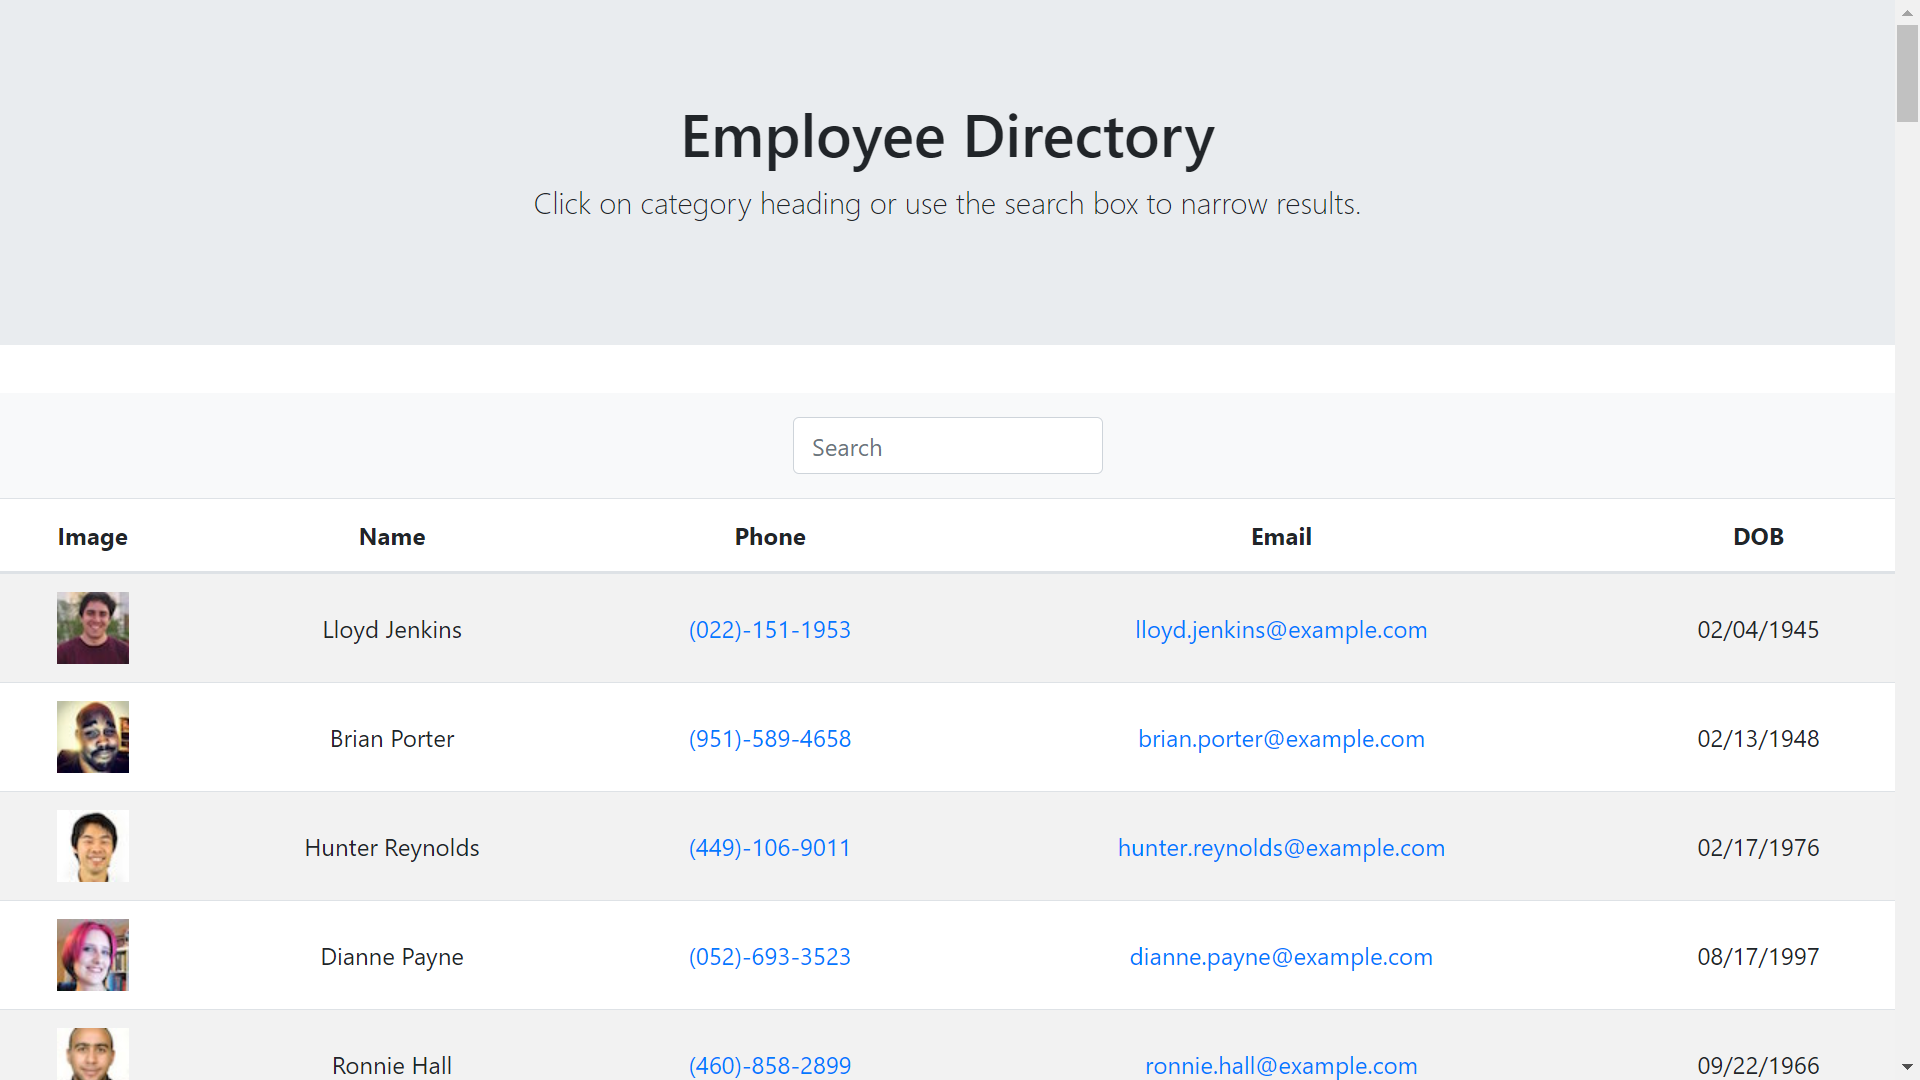 Employee Directory
Click on category heading or use the search box to narrow results.
Search
Image Name Phone Email DOB
Lloyd Jenkins (022)-151-1953 lloyd.jenkins@example.com 02/04/1945
Brian Porter (951)-589-4658 brian.porter@example.com 02/13/1948
Hunter Reynolds (449)-106-9011 hunter.reynolds@example.com 02/17/1976
Dianne Payne (052)-693-3523 dianne.payne@example.com 08/17/1997
Ronnie Hall (460)-858-2899 ronnie.hall@example.com 09/22/1966